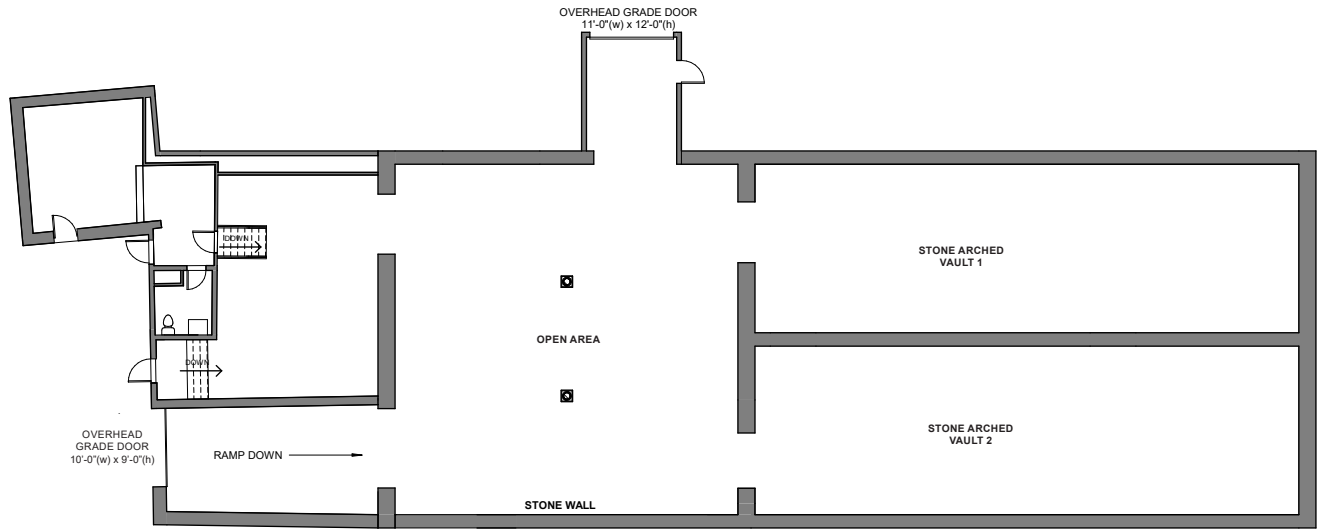 OVERHEAD GRADE DOOR
11'-0"(w) x 12'-0"(h)
DOWN
STONE ARCHED
VAULT 1
OPEN AREA
DOWN
STONE ARCHED
VAULT 2
OVERHEAD
GRADE DOOR
10'-0"(w) x 9'-0"(h)
RAMP DOWN
STONE WALL